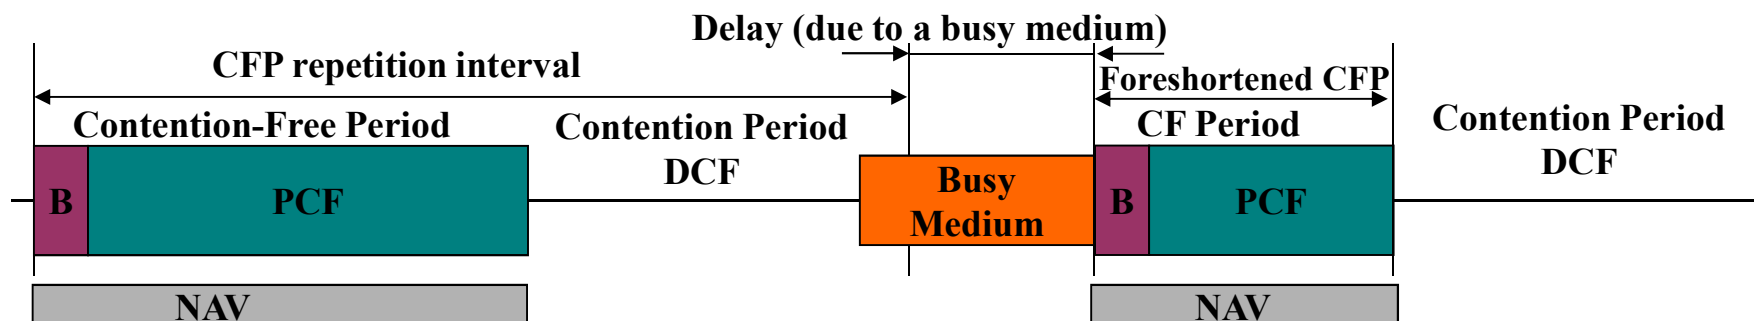 Delay (due to a busy medium)
CFP repetition interval
Foreshortened CFP
Contention-Free Period
Contention Period
DCF
CF Period
Contention Period
DCF
B
PCF
Busy
Medium
B
PCF
NAV
NAV